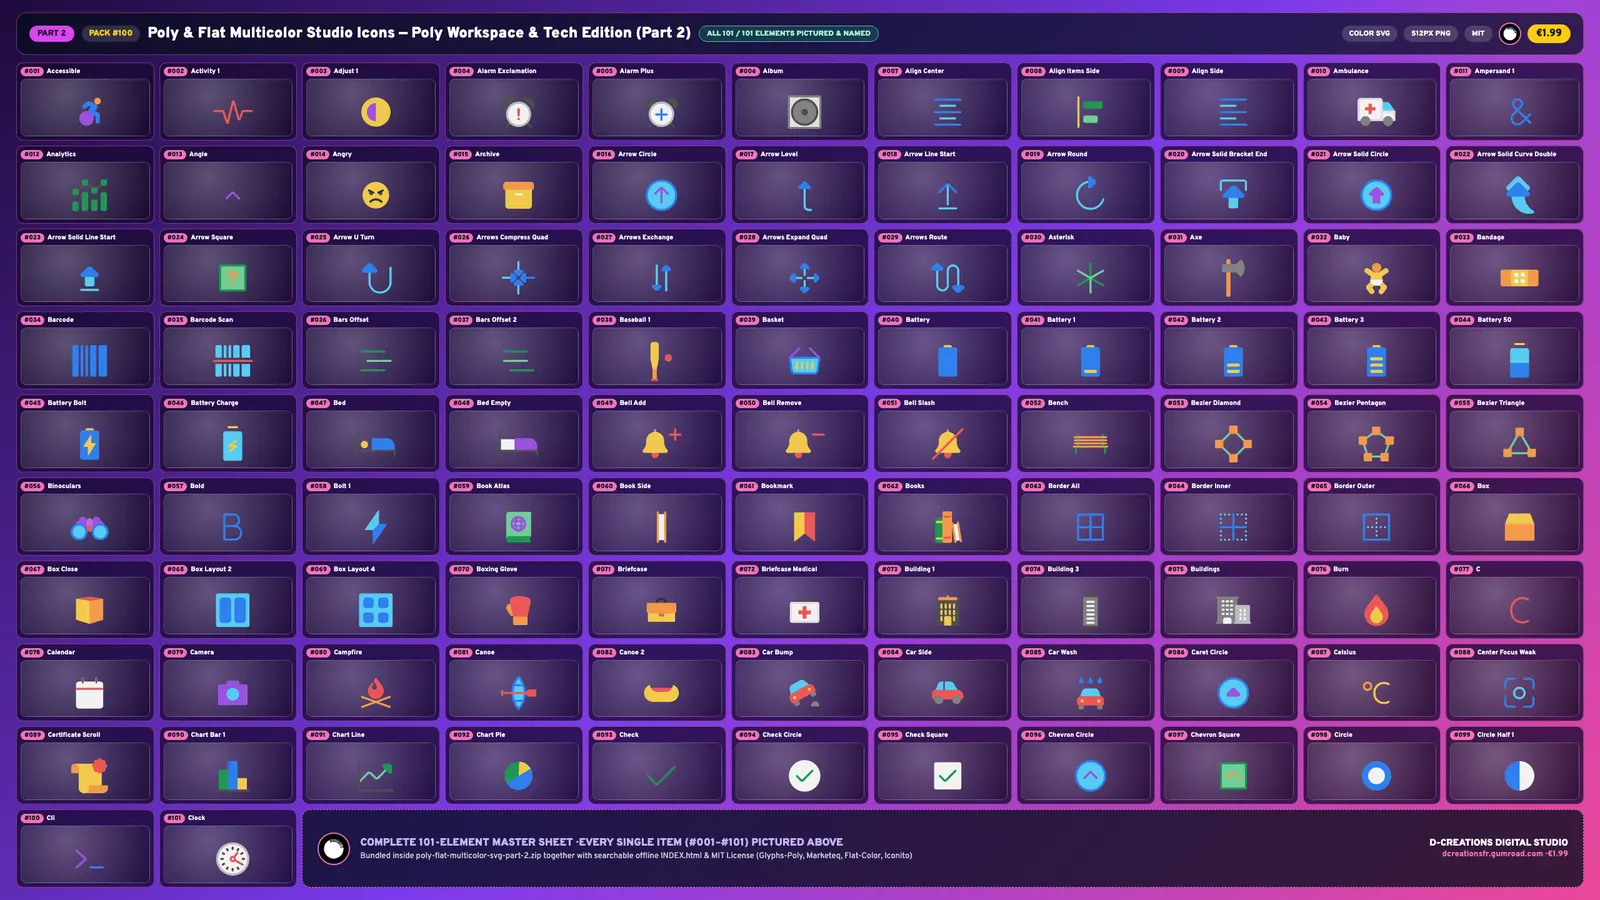 PART 2 PACK #100 Poly & Flat Multicolor Studio Icons – Poly Workspace & Tech Edition (Part 2) ALL 101 / 101 ELEMENTS PICTURED & NAMED COLOR SVG 512PX PNG MIT €1.99
#001 Accessible #002 Activity 1 #003 Adjust 1 #004 Alarm Exclamation #005 Alarm Plus #006 Album #007 Align Center #008 Align Items Side #009 Align Side #010 Ambulance #011 Ampersand 1
#012 Analytics #013 Angle #014 Angry #015 Archive #016 Arrow Circle #017 Arrow Level #018 Arrow Line Start #019 Arrow Round #020 Arrow Solid Bracket End #021 Arrow Solid Circle #022 Arrow Solid Curve Double
#023 Arrow Solid Line Start #024 Arrow Square #025 Arrow U Turn #026 Arrows Compress Quad #027 Arrows Exchange #028 Arrows Expand Quad #029 Arrows Route #030 Asterisk #031 Axe #032 Baby #033 Bandage
#034 Barcode #035 Barcode Scan #036 Bars Offset #037 Bars Offset 2 #038 Baseball 1 #039 Basket #040 Battery #041 Battery 1 #042 Battery 2 #043 Battery 3 #044 Battery 50
#045 Battery Bolt #046 Battery Charge #047 Bed #048 Bed Empty #049 Bell Add #050 Bell Remove #051 Bell Slash #052 Bench #053 Bezier Diamond #054 Bezier Pentagon #055 Bezier Triangle
#056 Binoculars #057 Bold #058 Bolt 1 #059 Book Atlas #060 Book Side #061 Bookmark #062 Books #063 Border All #064 Border Inner #065 Border Outer #066 Box
#067 Box Close #068 Box Layout 2 #069 Box Layout 4 #070 Boxing Glove #071 Briefcase #072 Briefcase Medical #073 Building 1 #074 Building 3 #075 Buildings #076 Burn #077 C
#078 Calendar #079 Camera #080 Campfire #081 Canoe #082 Canoe 2 #083 Car Bump #084 Car Side #085 Car Wash #086 Caret Circle #087 Celsius #088 Center Focus Weak
#089 Certificate Scroll #090 Chart Bar 1 #091 Chart Line #092 Chart Pie #093 Check #094 Check Circle #095 Check Square #096 Chevron Circle #097 Chevron Square #098 Circle #099 Circle Half 1
#100 Cli #101 Clock
COMPLETE 101-ELEMENT MASTER SHEET · EVERY SINGLE ITEM (#001–#101) PICTURED ABOVE
Bundled inside poly-flat-multicolor-svg-part-2.zip together with searchable offline INDEX.html & MIT License (Glyphs-Poly, Marketeq, Flat-Color, Iconito)
D-CREATIONS DIGITAL STUDIO
dcreationsfr.gumroad.com · €1.99